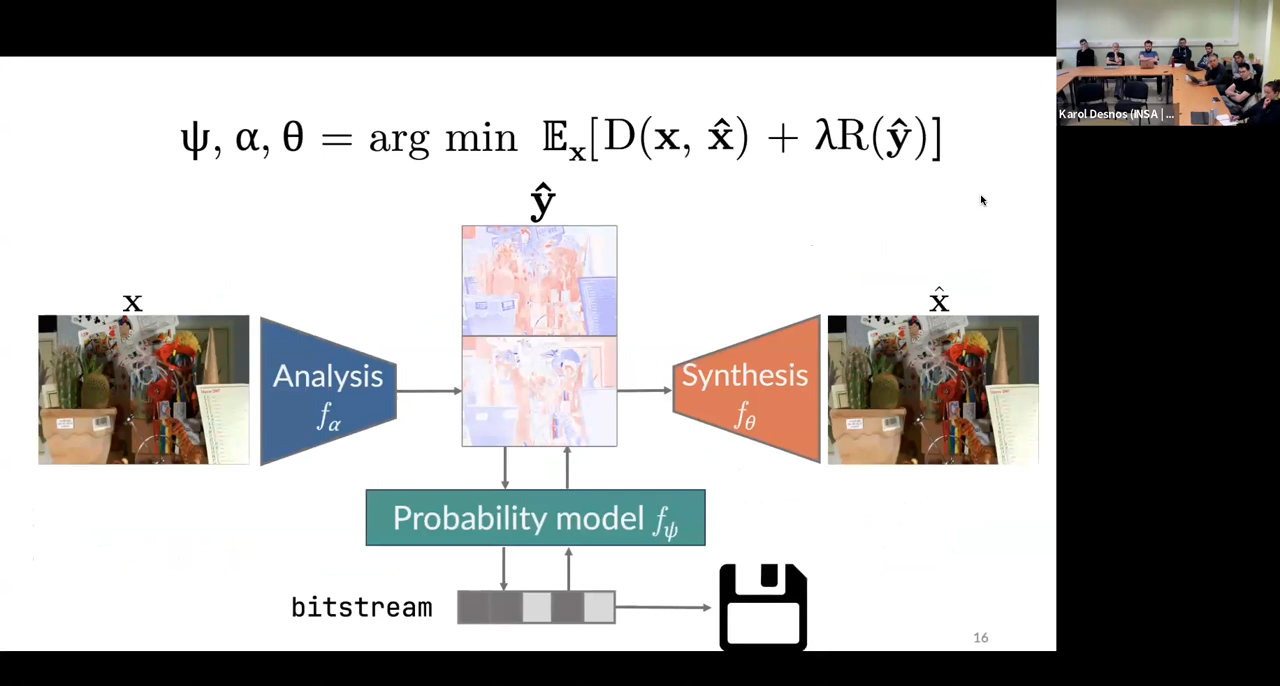 ψ, α, θ = arg min 𝔼ₓ[D(x, x̂) + λR(ŷ)]
ŷ
x
x̂
Analysis
f_α
Synthesis
f_θ
Probability model f_ψ
bitstream
16
Karol Desnos (INSA | ...